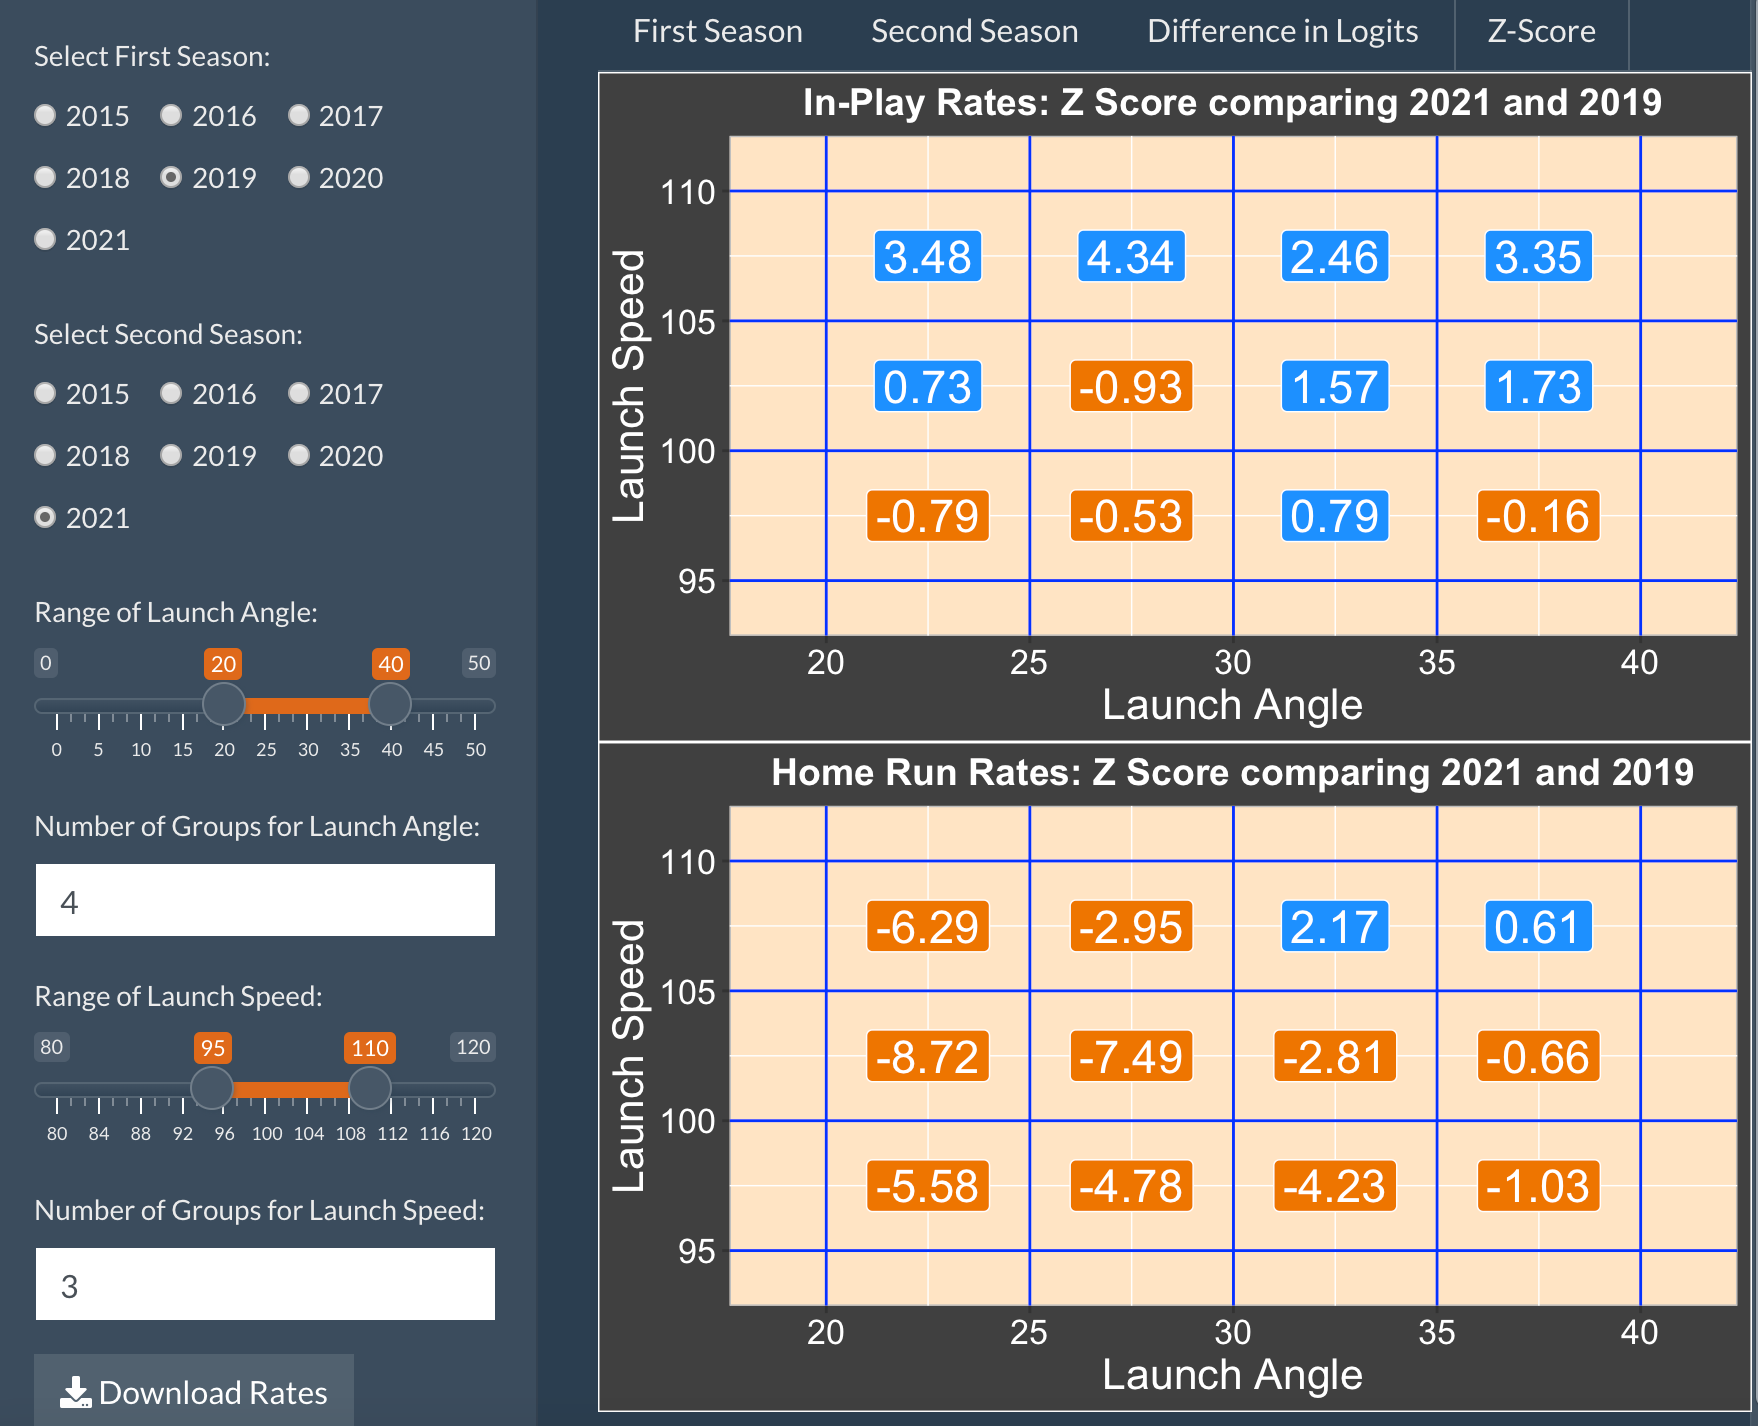 Select First Season:
2015 2016 2017
2018 2019 2020
2021
Select Second Season:
2015 2016 2017
2018 2019 2020
2021
Range of Launch Angle:
0 20 40 50
0 5 10 15 20 25 30 35 40 45 50
Number of Groups for Launch Angle:
4
Range of Launch Speed:
80 95 110 120
80 84 88 92 96 100 104 108 112 116 120
Number of Groups for Launch Speed:
3
Download Rates
First Season Second Season Difference in Logits Z-Score
In-Play Rates: Z Score comparing 2021 and 2019
Launch Speed
110
3.48 4.34 2.46 3.35
105
0.73 -0.93 1.57 1.73
100
-0.79 -0.53 0.79 -0.16
95
20 25 30 35 40
Launch Angle
Home Run Rates: Z Score comparing 2021 and 2019
Launch Speed
110
-6.29 -2.95 2.17 0.61
105
-8.72 -7.49 -2.81 -0.66
100
-5.58 -4.78 -4.23 -1.03
95
20 25 30 35 40
Launch Angle